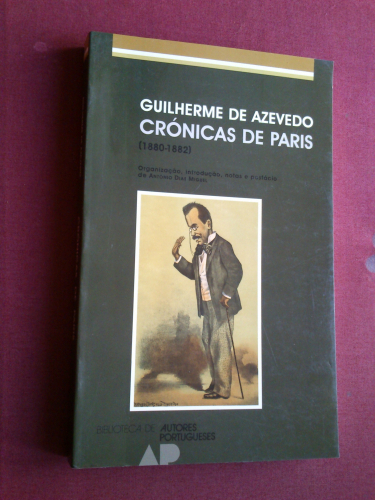 GUILHERME DE AZEVEDO
CRÓNICAS DE PARIS
(1880-1882)
Organização, introdução, notas e posfácio
de António Dias Miguel
BIBLIOTECA DE AUTORES
PORTUGUESES
AP